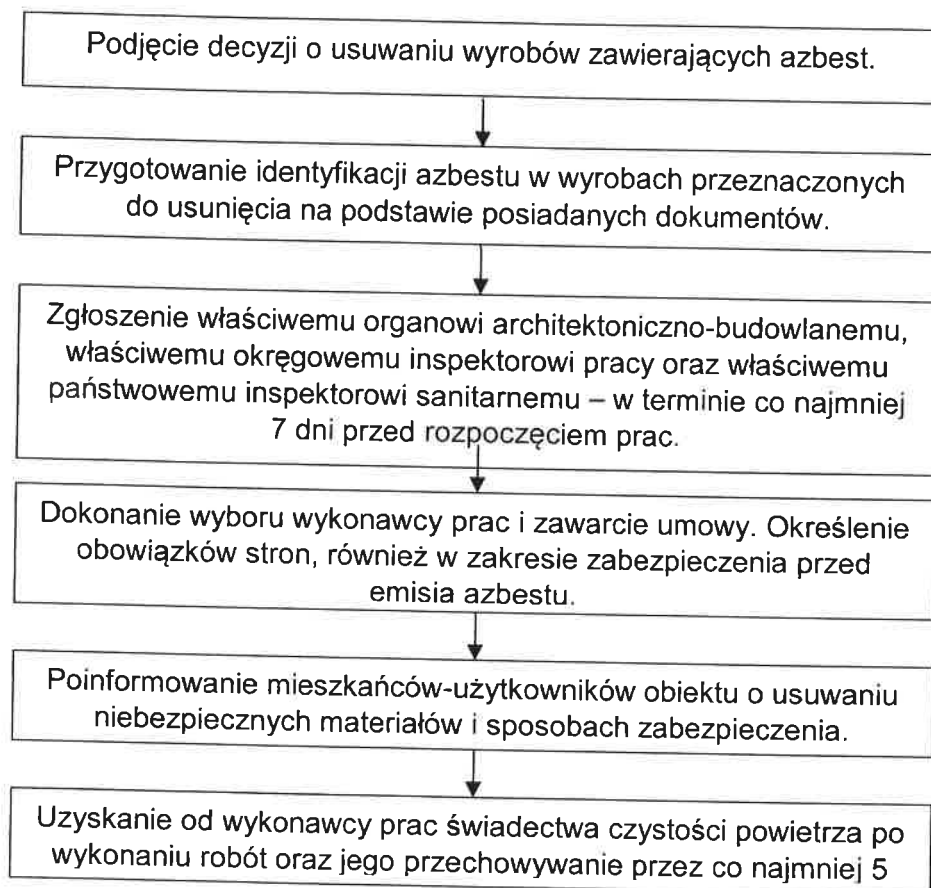 Podjęcie decyzji o usuwaniu wyrobów zawierających azbest.
Przygotowanie identyfikacji azbestu w wyrobach przeznaczonych
do usunięcia na podstawie posiadanych dokumentów.
Zgłoszenie właściwemu organowi architektoniczno-budowlanemu,
właściwemu okręgowemu inspektorowi pracy oraz właściwemu
państwowemu inspektorowi sanitarnemu – w terminie co najmniej
7 dni przed rozpoczęciem prac.
Dokonanie wyboru wykonawcy prac i zawarcie umowy. Określenie
obowiązków stron, również w zakresie zabezpieczenia przed
emisia azbestu.
Poinformowanie mieszkańców-użytkowników obiektu o usuwaniu
niebezpiecznych materiałów i sposobach zabezpieczenia.
Uzyskanie od wykonawcy prac świadectwa czystości powietrza po
wykonaniu robót oraz jego przechowywanie przez co najmniej 5